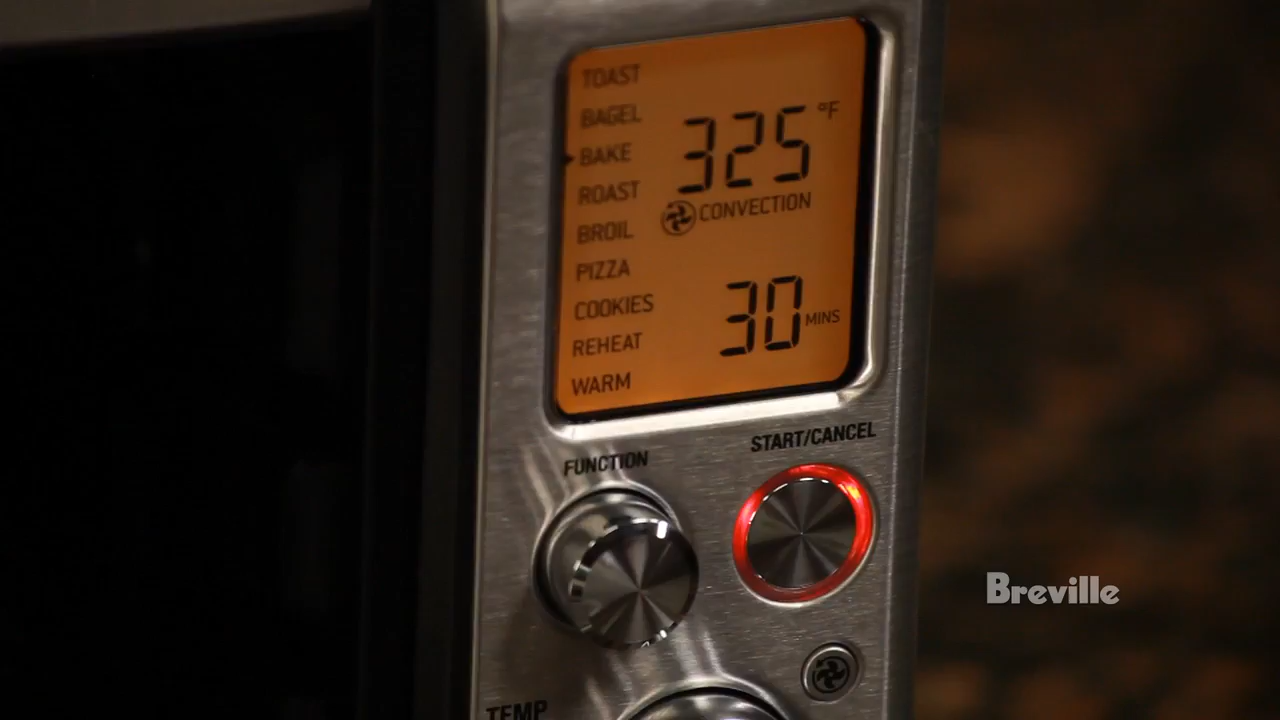 TOAST
BAGEL
BAKE
ROAST
BROIL
PIZZA
COOKIES
REHEAT
WARM
325 °F
CONVECTION
30 MINS
FUNCTION
START/CANCEL
TEMP
Breville